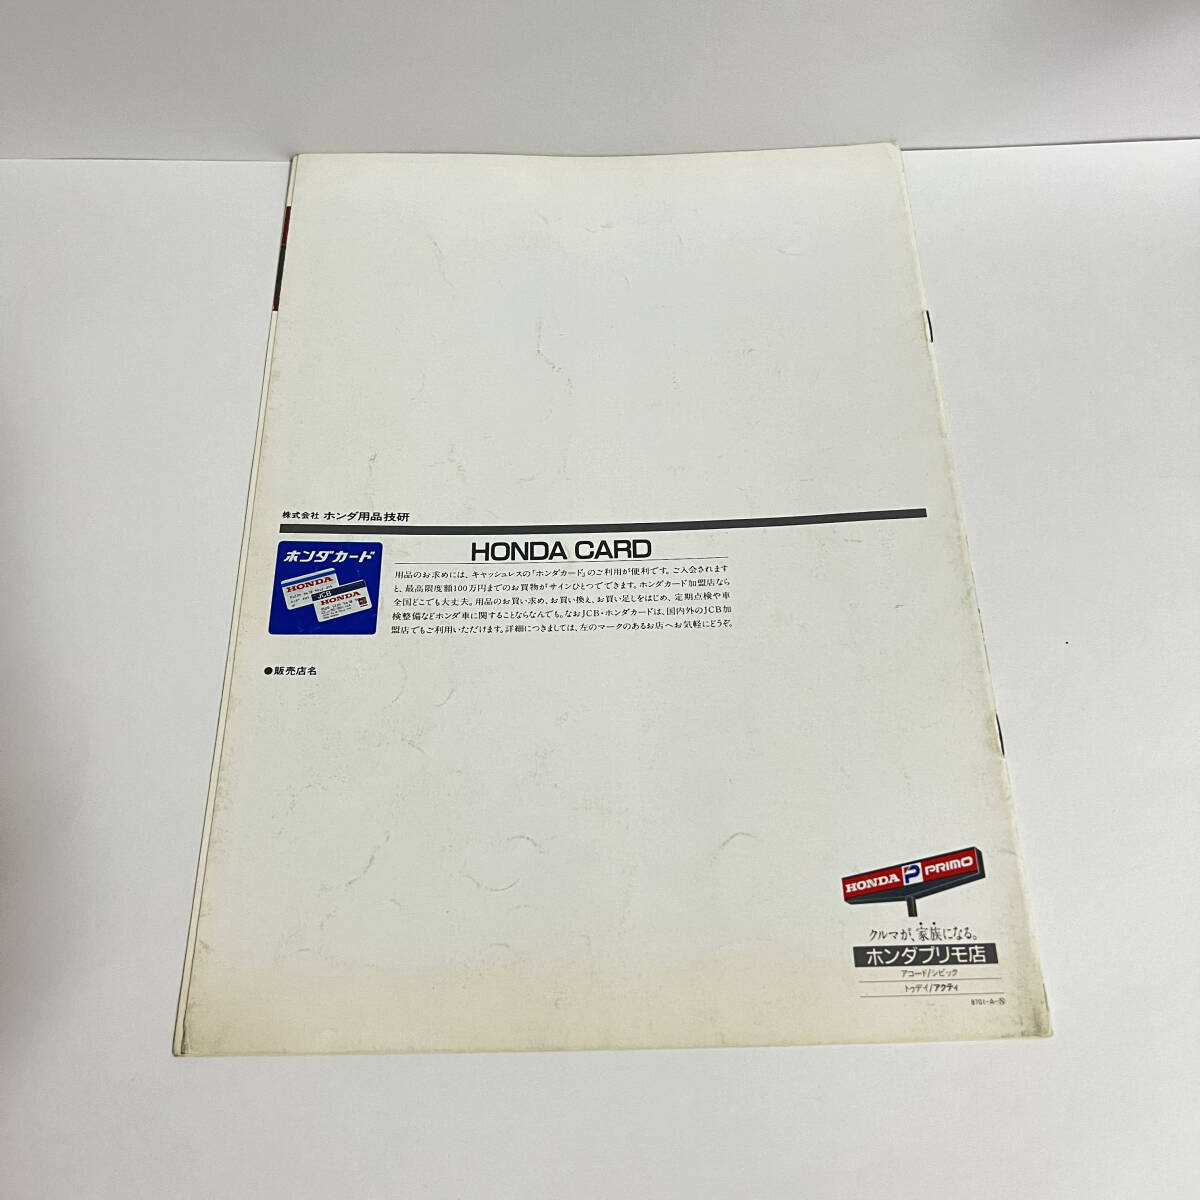 株式会社 ホンダ用品技研
ホンダカード
HONDA
JCB
HONDA
HONDA CARD
用品のお求めには、キャッシュレスの「ホンダカード」のご利用が便利です。ご入会されます
と、最高限度額100万円までのお買物がサインひとつでできます。ホンダカード加盟店なら
全国どこでも大丈夫。用品のお買い求め、お買い換え、お買い足しをはじめ、定期点検や車
検整備などホンダ車に関することならなんでも。なおJCB・ホンダカードは、国内外のJCB加
盟店でもご利用いただけます。詳細につきましては、左のマークのあるお店へお気軽にどうぞ。
●販売店名
HONDA P PRIMO
クルマが、家族になる。
ホンダプリモ店
アコード/シビック
トゥデイ/アクティ
8701-A-Ⓝ